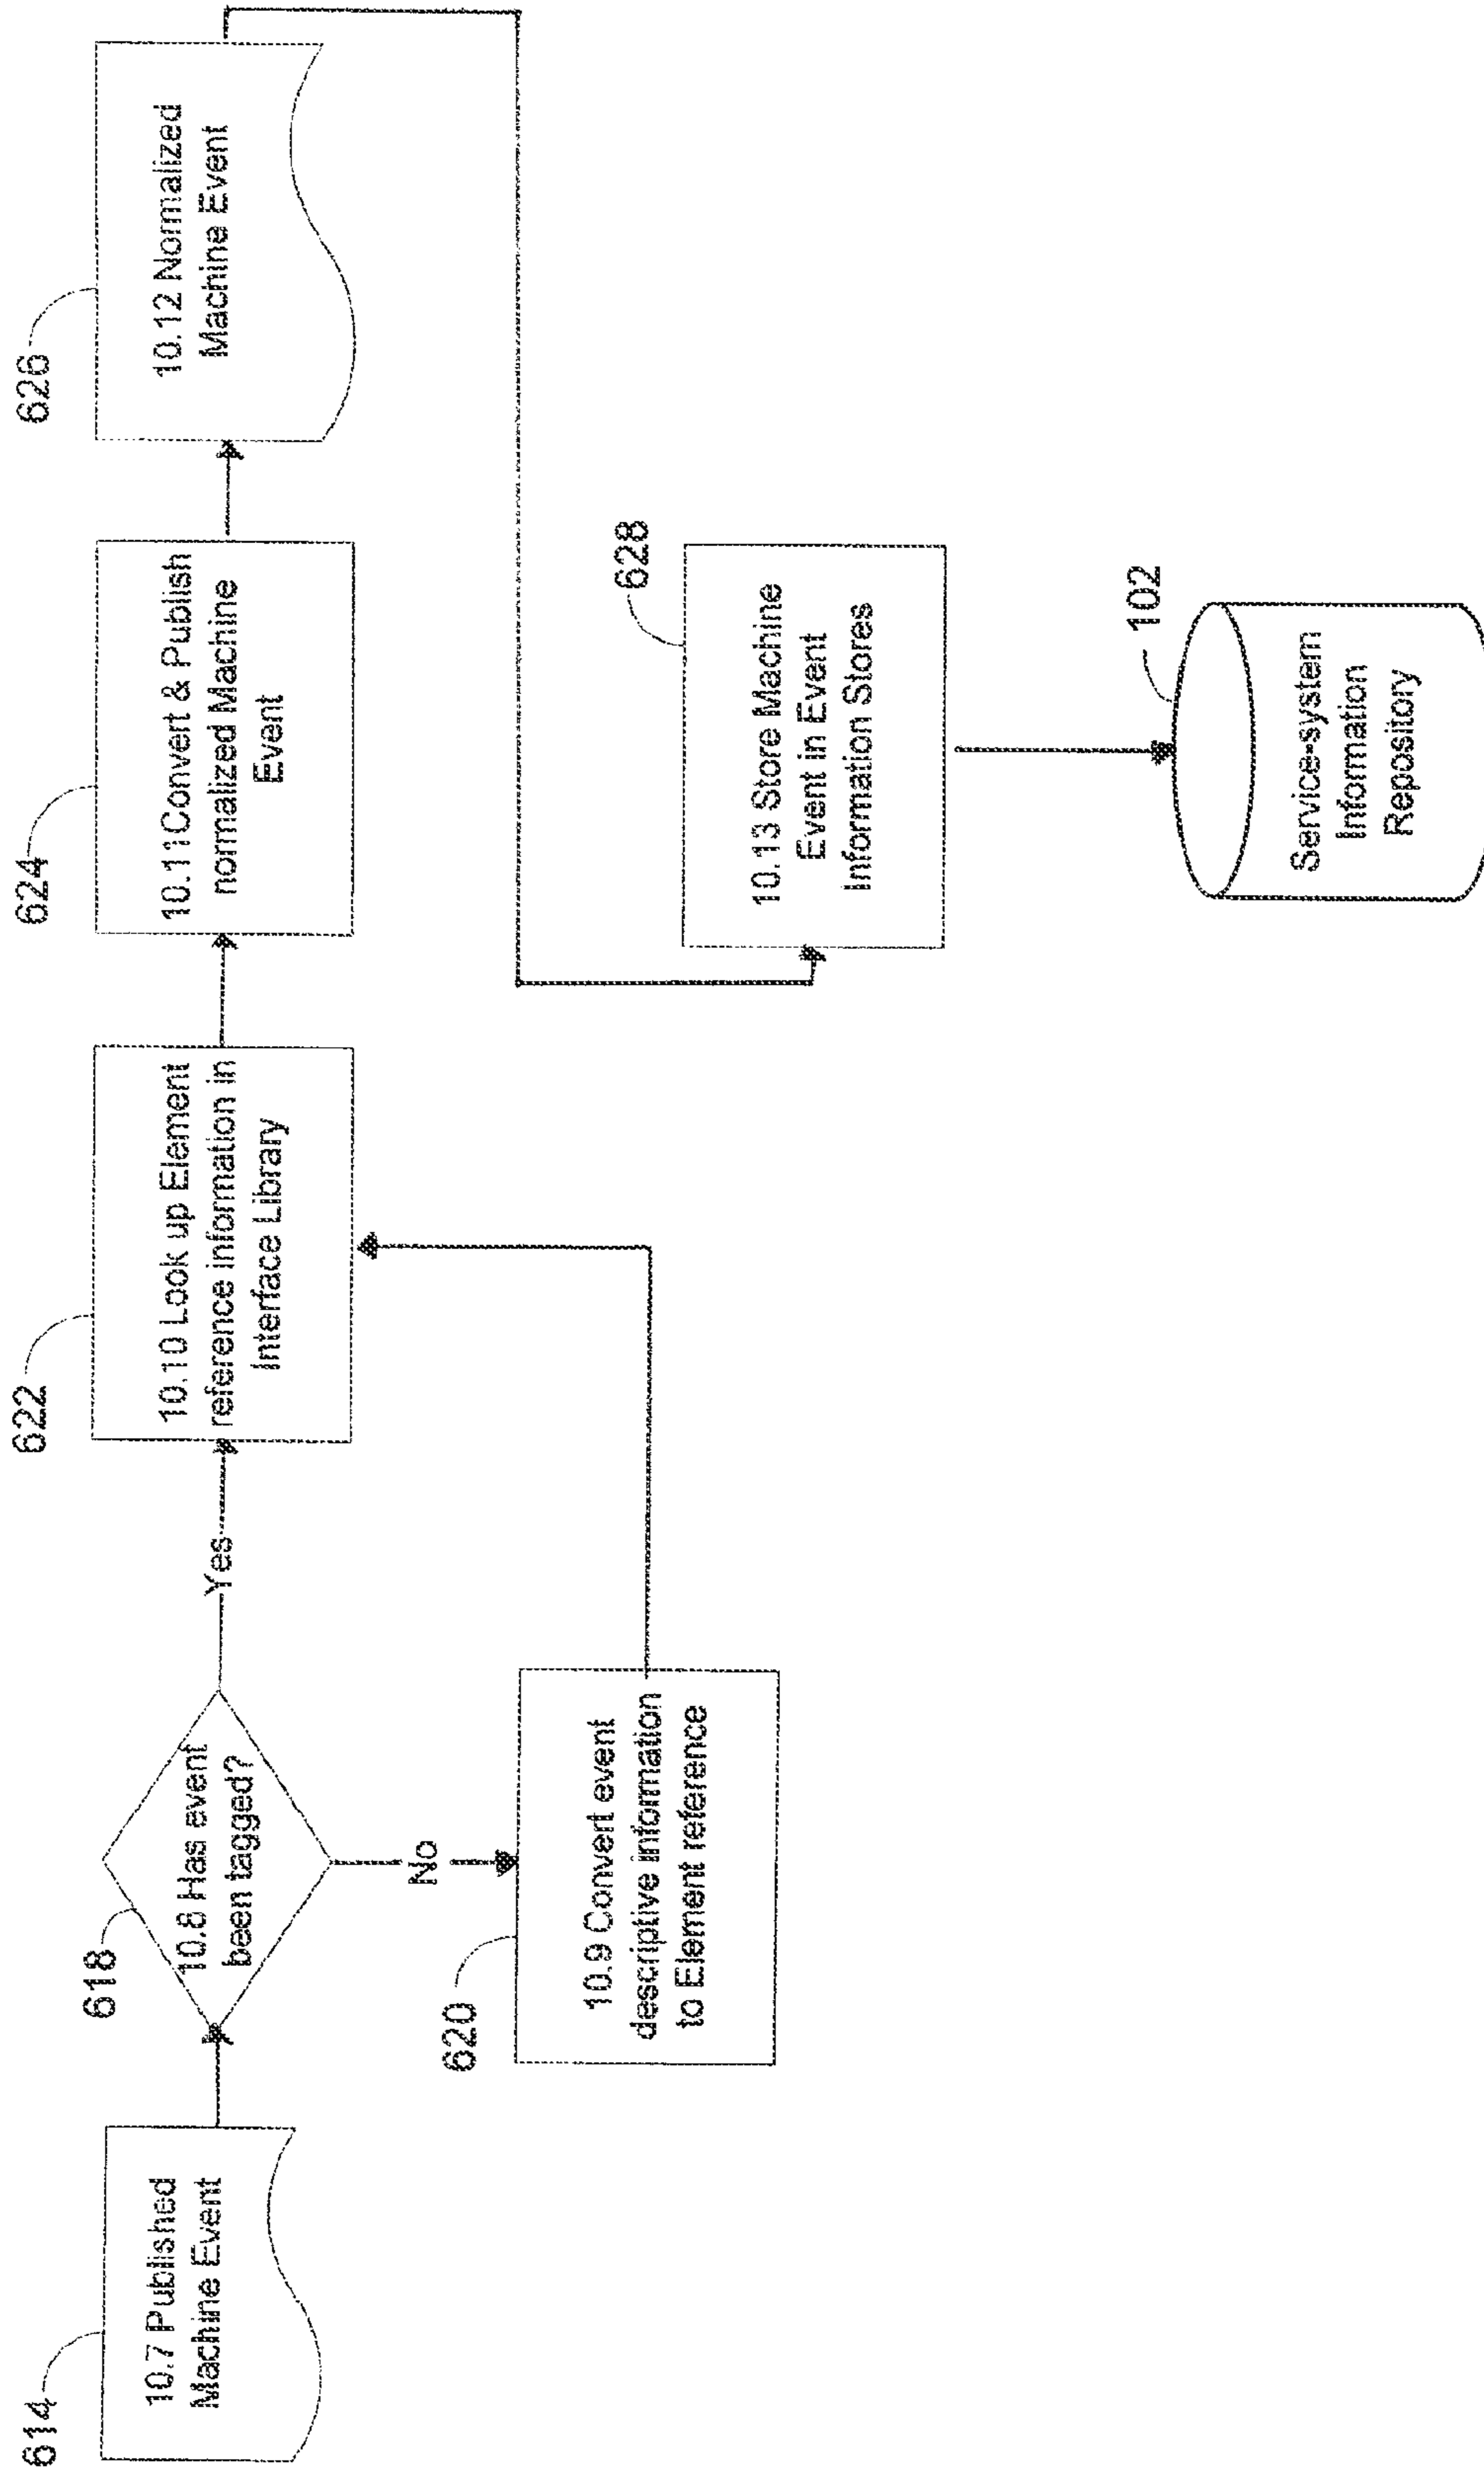 614
10.7 Published
Machine Event
618
10.8 Has event
been tagged?
Yes
No
620
10.9 Convert event
descriptive information
to Element reference
622
10.10 Look up Element
reference information in
Interface Library
624
10.11Convert & Publish
normalized Machine
Event
626
10.12 Normalized
Machine Event
628
10.13 Store Machine
Event in Event
Information Stores
102
Service-system
Information
Repository